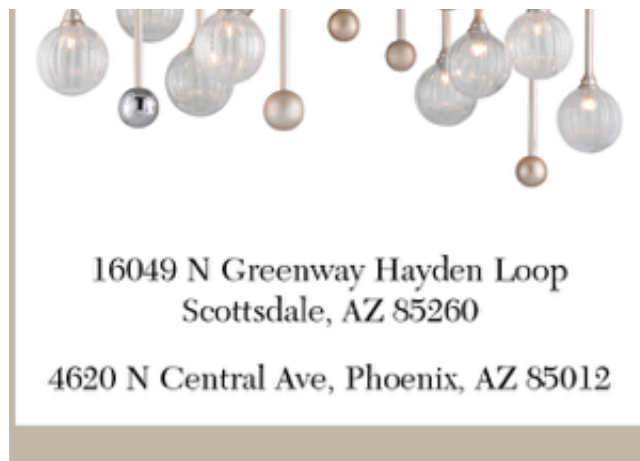 16049 N Greenway Hayden Loop
Scottsdale, AZ 85260
4620 N Central Ave, Phoenix, AZ 85012